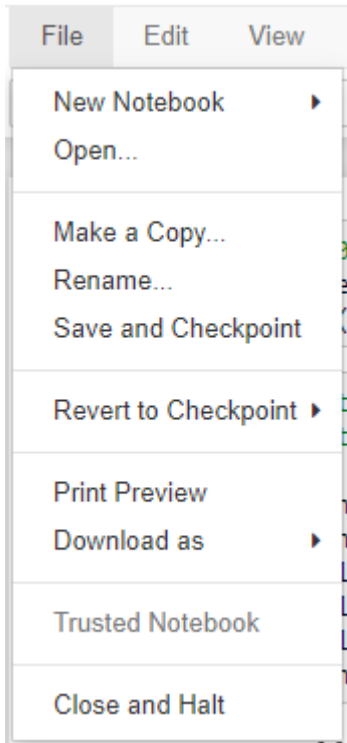 File Edit View
New Notebook
Open...
Make a Copy...
Rename...
Save and Checkpoint
Revert to Checkpoint
Print Preview
Download as
Trusted Notebook
Close and Halt